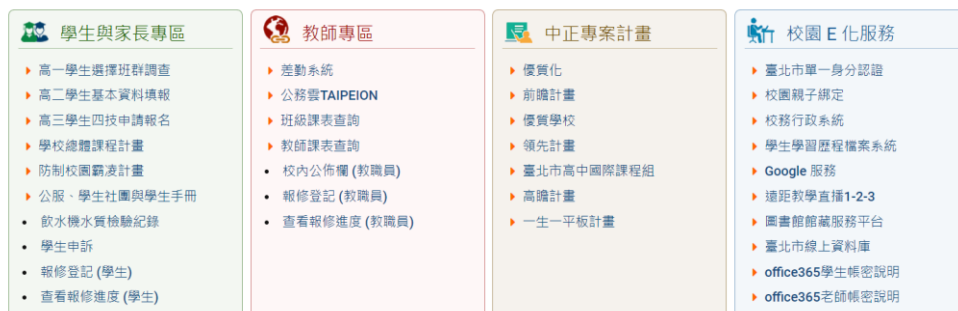 學生與家長專區
高一學生選擇班群調查
高二學生基本資料填報
高三學生四技申請報名
學校總體課程計畫
防制校園霸凌計畫
公服、學生社團與學生手冊
飲水機水質檢驗紀錄
學生申訴
報修登記 (學生)
查看報修進度 (學生)
教師專區
差勤系統
公務雲TAIPEION
班級課表查詢
教師課表查詢
校內公佈欄 (教職員)
報修登記 (教職員)
查看報修進度 (教職員)
中正專案計畫
優質化
前瞻計畫
優質學校
領先計畫
臺北市高中國際課程組
高瞻計畫
一生一平板計畫
校園 E 化服務
臺北市單一身分認證
校園親子綁定
校務行政系統
學生學習歷程檔案系統
Google 服務
遠距教學直播1-2-3
圖書館館藏服務平台
臺北市線上資料庫
office365學生帳密說明
office365老師帳密說明